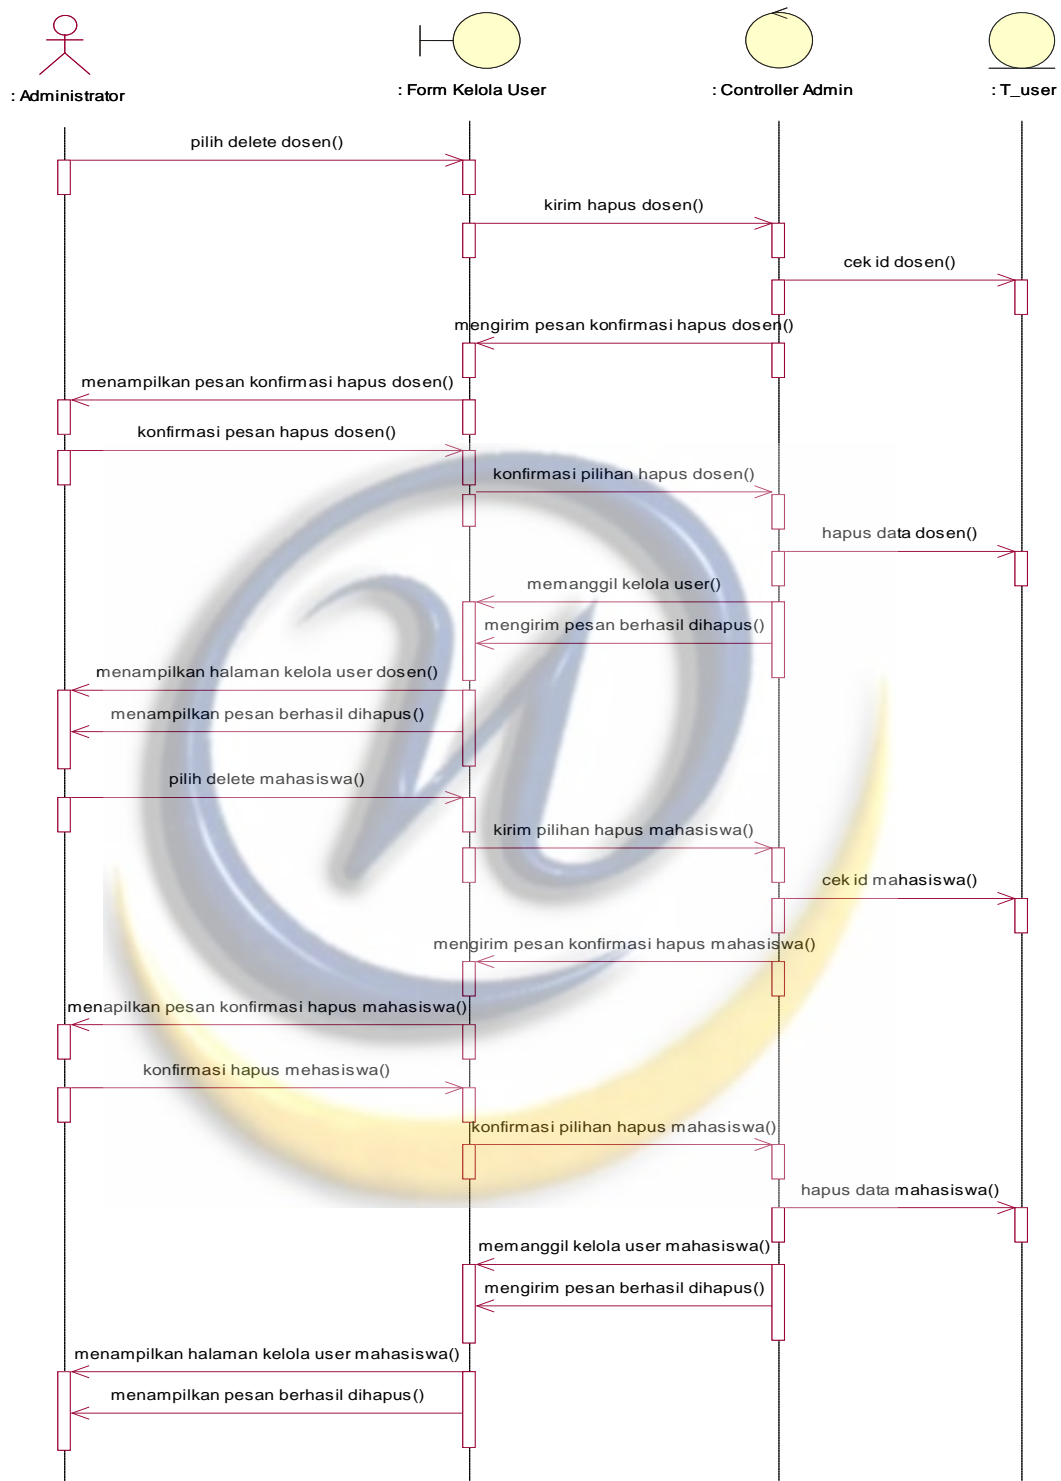 : Administrator
: Form Kelola User
: Controller Admin
: T_user
pilih delete dosen()
kirim hapus dosen()
cek id dosen()
mengirim pesan konfirmasi hapus dosen()
menampilkan pesan konfirmasi hapus dosen()
konfirmasi pesan hapus dosen()
konfirmasi pilihan hapus dosen()
hapus data dosen()
memanggil kelola user()
mengirim pesan berhasil dihapus()
menampilkan halaman kelola user dosen()
menampilkan pesan berhasil dihapus()
pilih delete mahasiswa()
kirim pilihan hapus mahasiswa()
cek id mahasiswa()
mengirim pesan konfirmasi hapus mahasiswa()
menapilkan pesan konfirmasi hapus mahasiswa()
konfirmasi hapus mehasiswa()
konfirmasi pilihan hapus mahasiswa()
hapus data mahasiswa()
memanggil kelola user mahasiswa()
mengirim pesan berhasil dihapus()
menampilkan halaman kelola user mahasiswa()
menampilkan pesan berhasil dihapus()